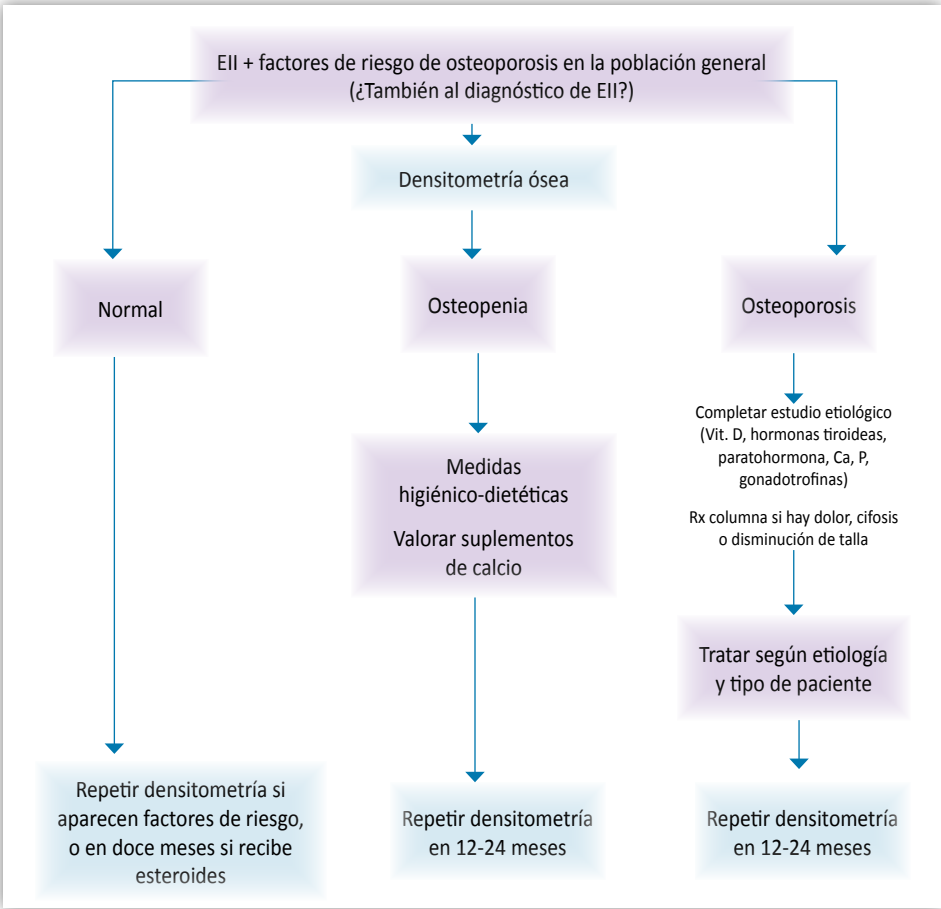 EII + factores de riesgo de osteoporosis en la población general
(¿También al diagnóstico de EII?)
Densitometría ósea
Normal
Osteopenia
Osteoporosis
Completar estudio etiológico
(Vit. D, hormonas tiroideas,
paratohormona, Ca, P,
gonadotrofinas)
Rx columna si hay dolor, cifosis
o disminución de talla
Medidas
higiénico-dietéticas
Valorar suplementos
de calcio
Tratar según etiología
y tipo de paciente
Repetir densitometría si
aparecen factores de riesgo,
o en doce meses si recibe
esteroides
Repetir densitometría
en 12-24 meses
Repetir densitometría
en 12-24 meses